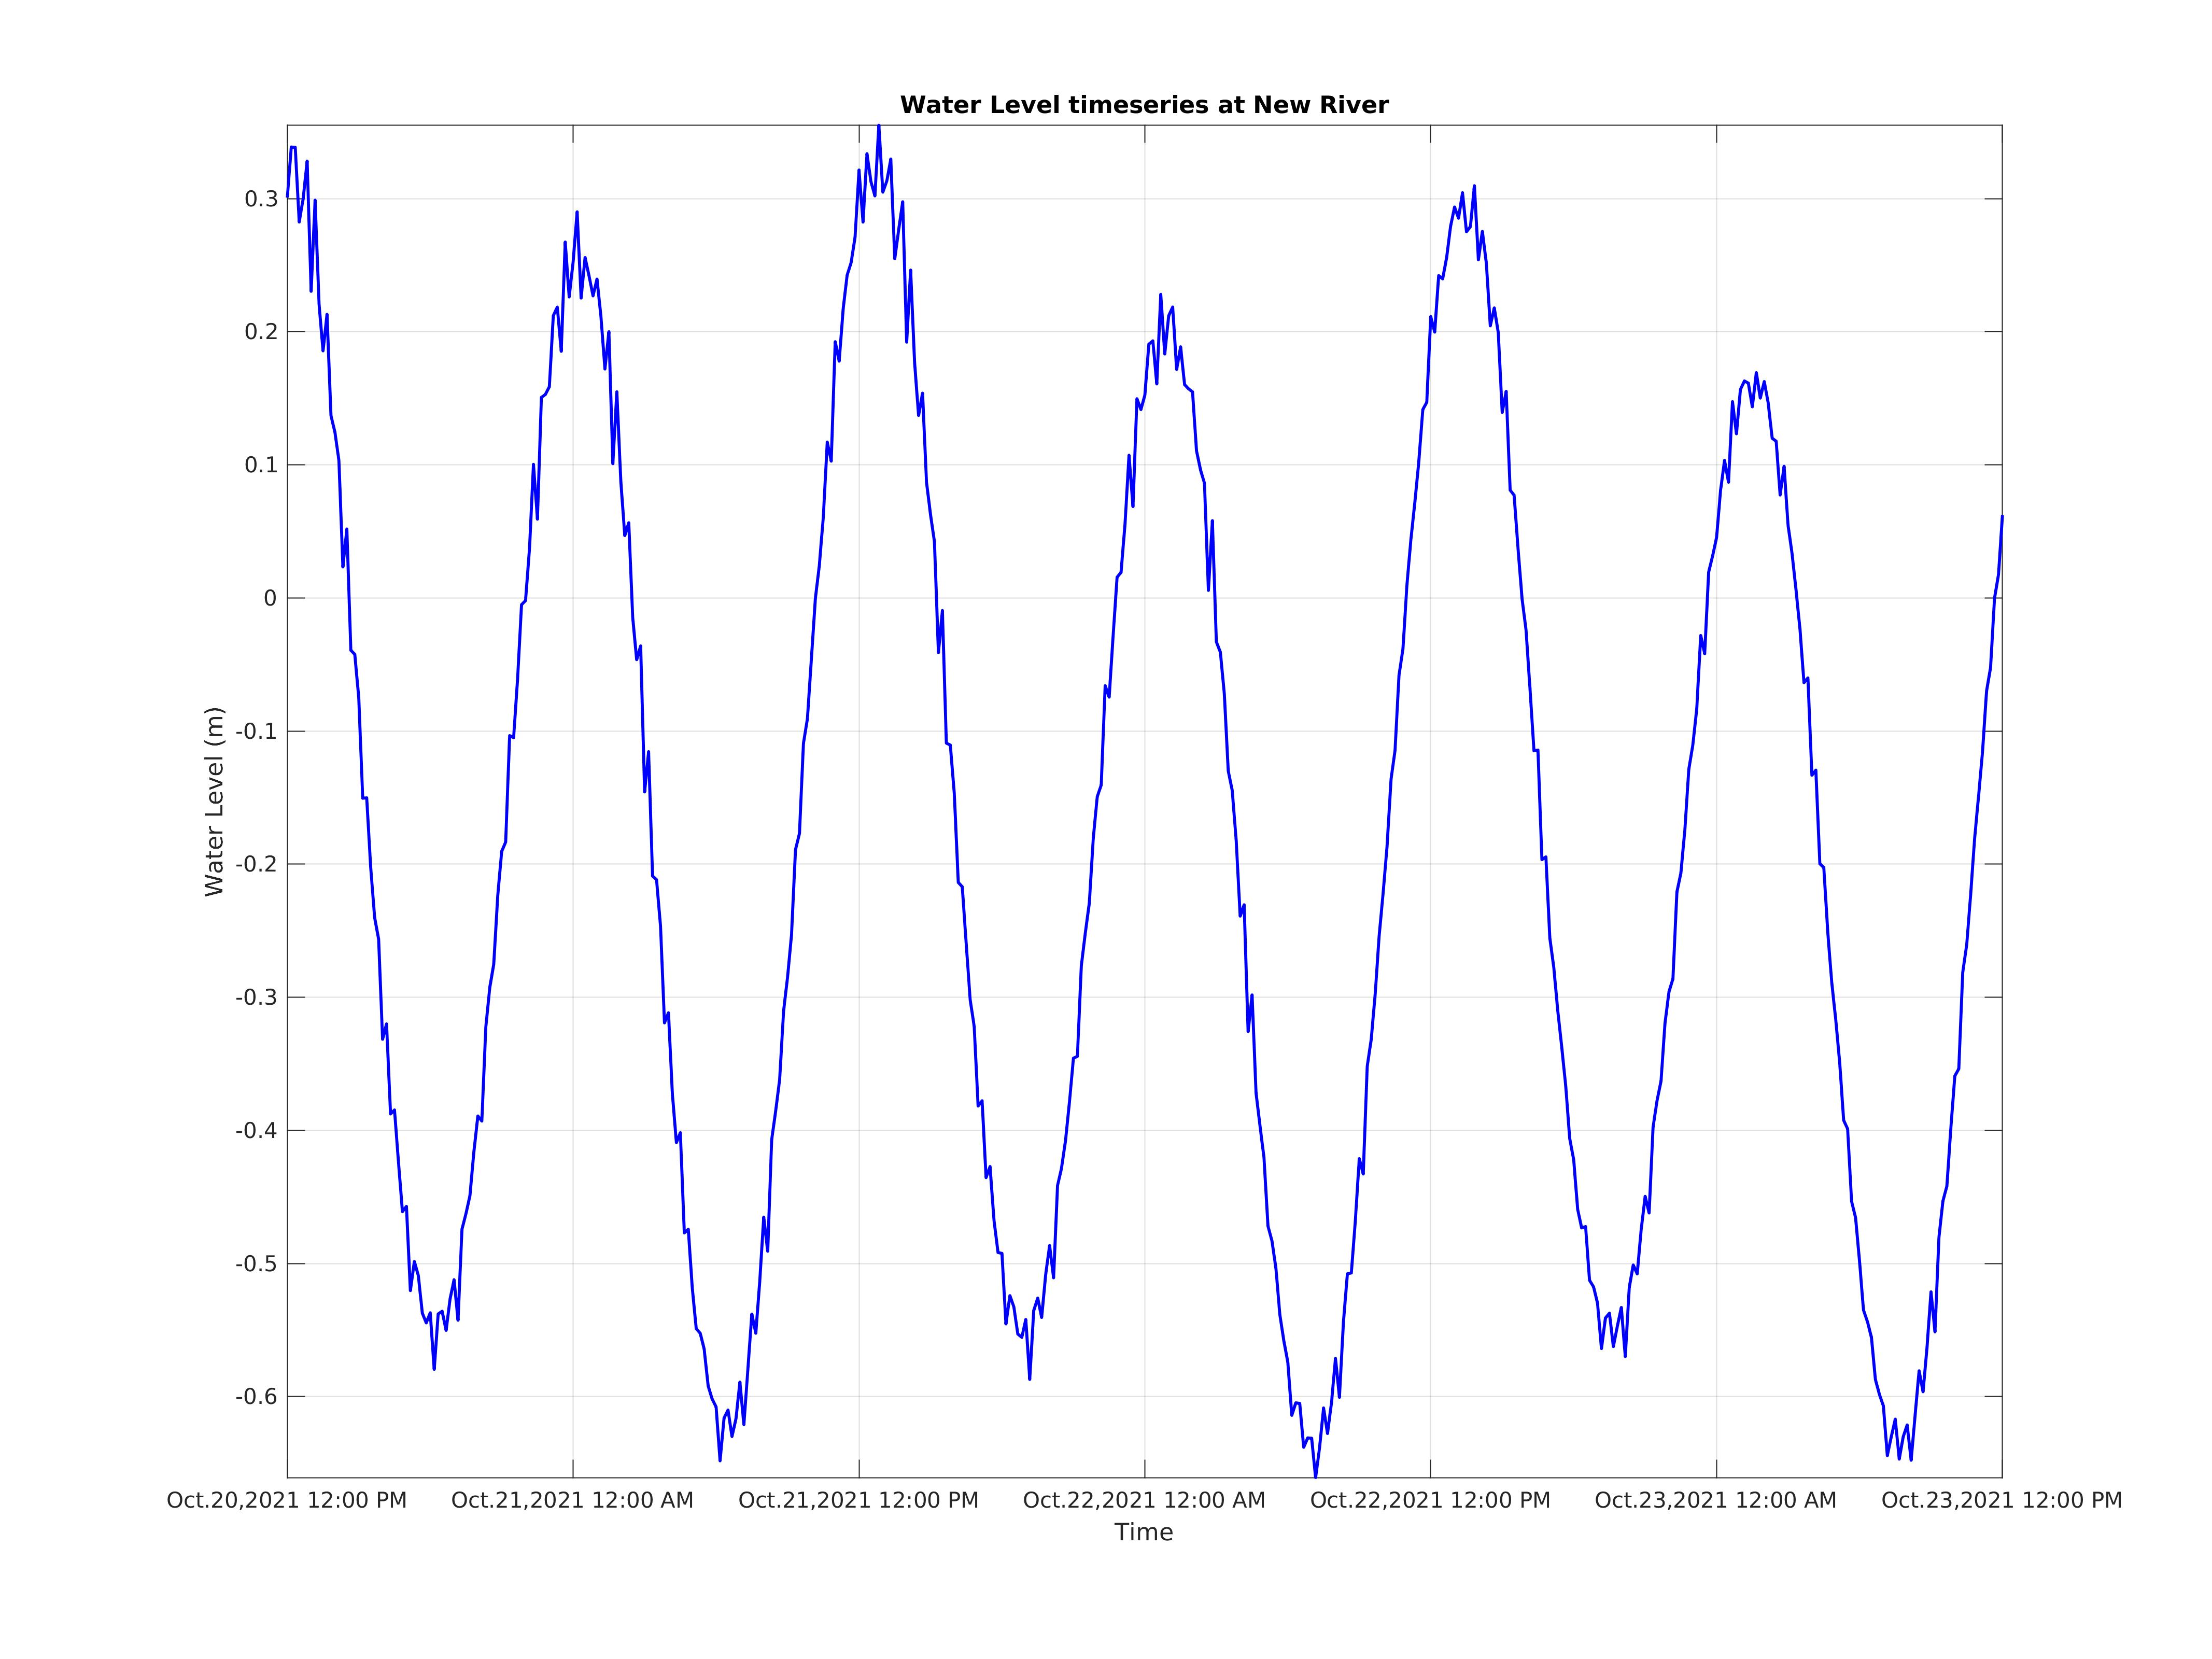 Water Level timeseries at New River
0.3
0.2
0.1
0
-0.1
-0.2
-0.3
-0.4
-0.5
-0.6
Water Level (m)
Oct.20,2021 12:00 PM
Oct.21,2021 12:00 AM
Oct.21,2021 12:00 PM
Oct.22,2021 12:00 AM
Oct.22,2021 12:00 PM
Oct.23,2021 12:00 AM
Oct.23,2021 12:00 PM
Time